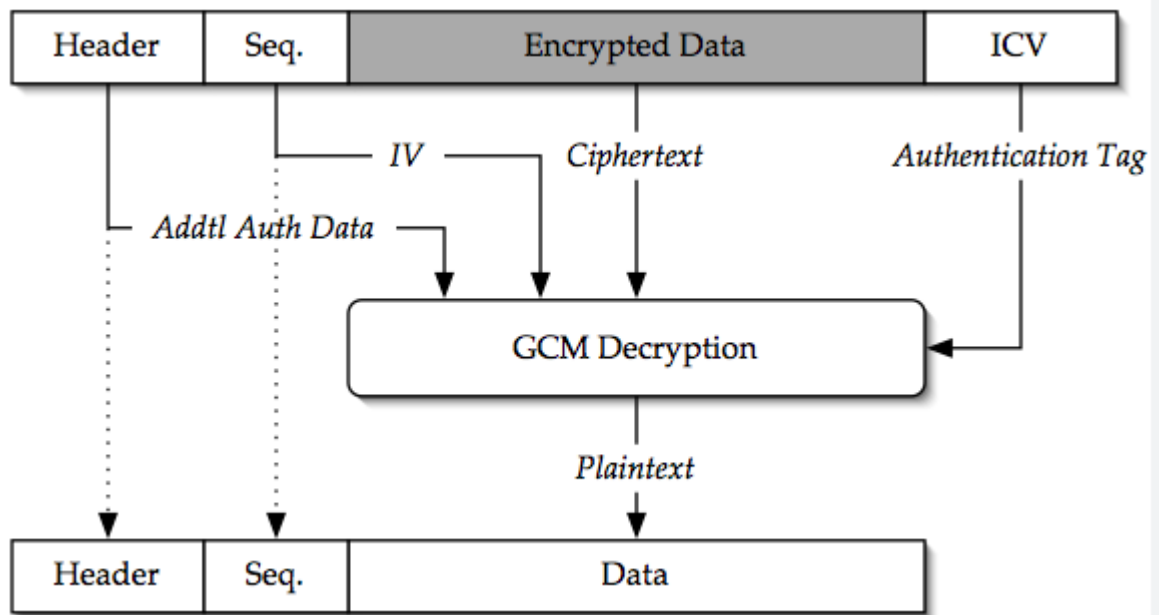 Header Seq. Encrypted Data ICV
IV Ciphertext Authentication Tag
Addtl Auth Data
GCM Decryption
Plaintext
Header Seq. Data